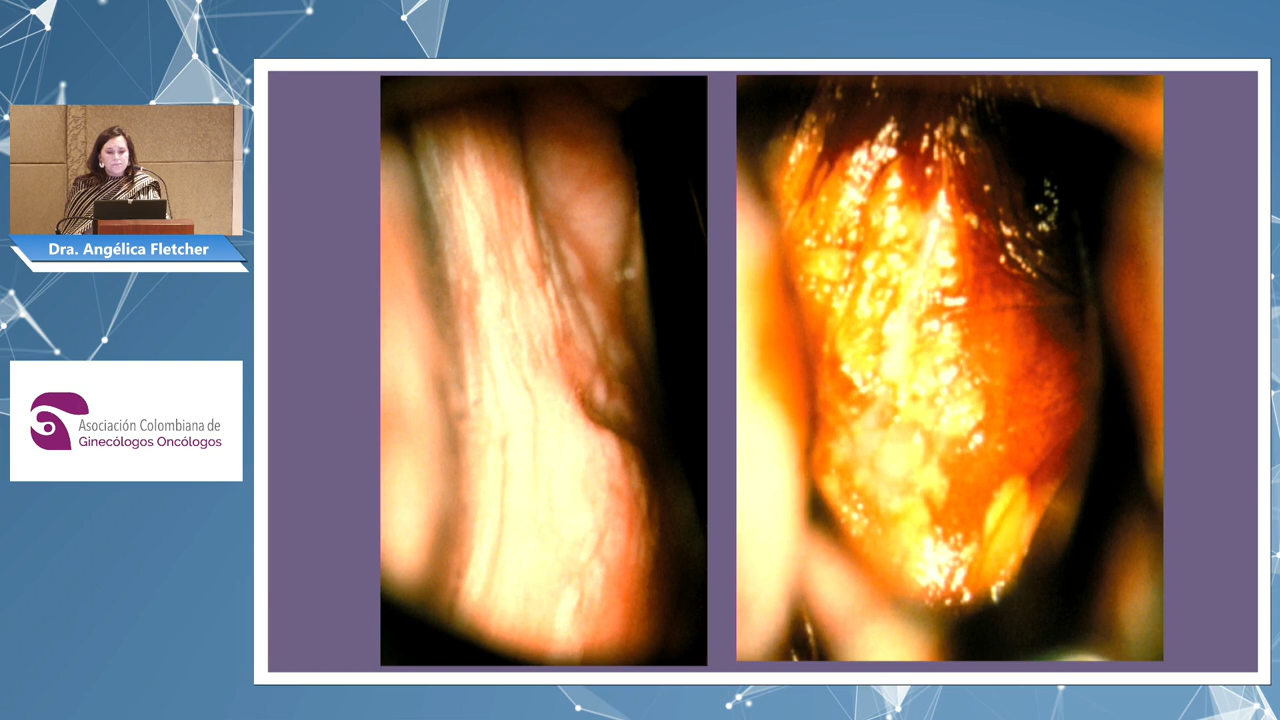 Dra. Angélica Fletcher
Asociación Colombiana de
Ginecólogos Oncólogos